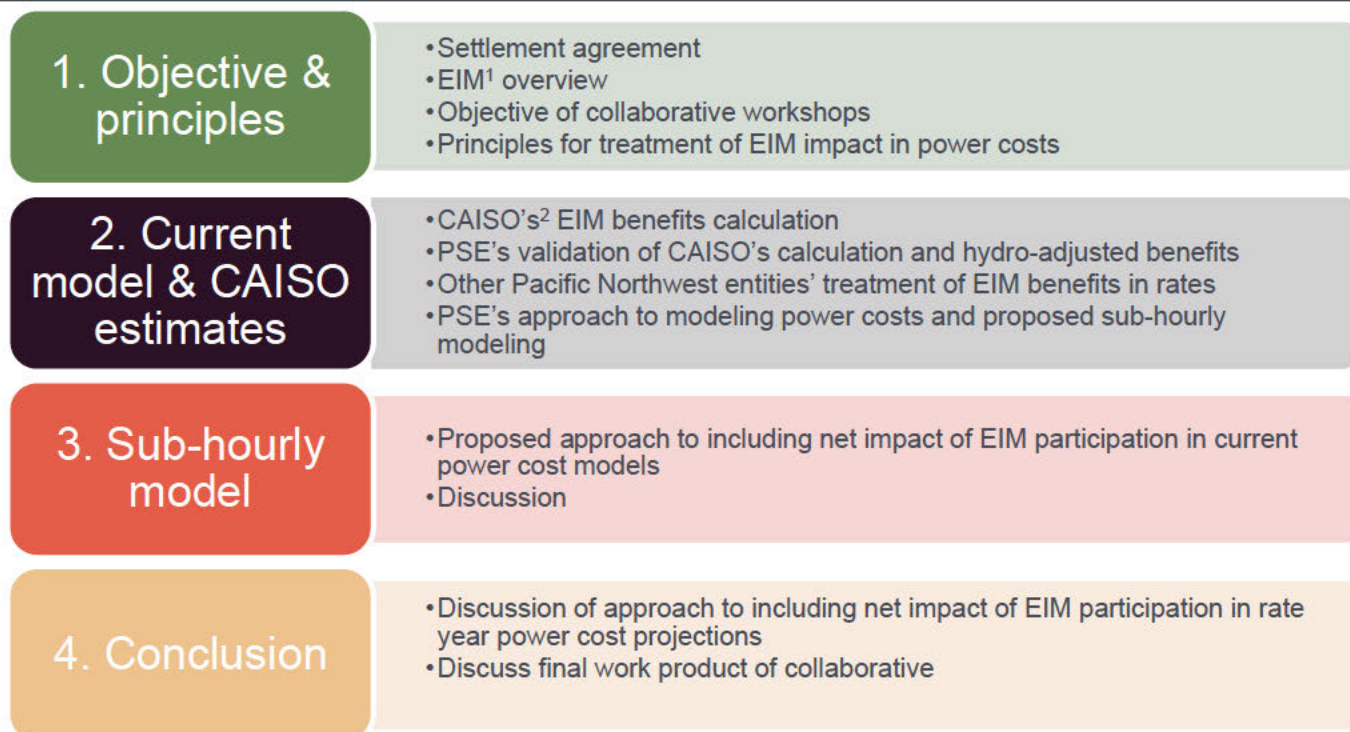 1. Objective &
principles
•Settlement agreement
•EIM¹ overview
•Objective of collaborative workshops
•Principles for treatment of EIM impact in power costs
2. Current
model & CAISO
estimates
•CAISO's² EIM benefits calculation
•PSE's validation of CAISO's calculation and hydro-adjusted benefits
•Other Pacific Northwest entities' treatment of EIM benefits in rates
•PSE's approach to modeling power costs and proposed sub-hourly
modeling
3. Sub-hourly
model
•Proposed approach to including net impact of EIM participation in current
power cost models
•Discussion
4. Conclusion
•Discussion of approach to including net impact of EIM participation in rate
year power cost projections
•Discuss final work product of collaborative